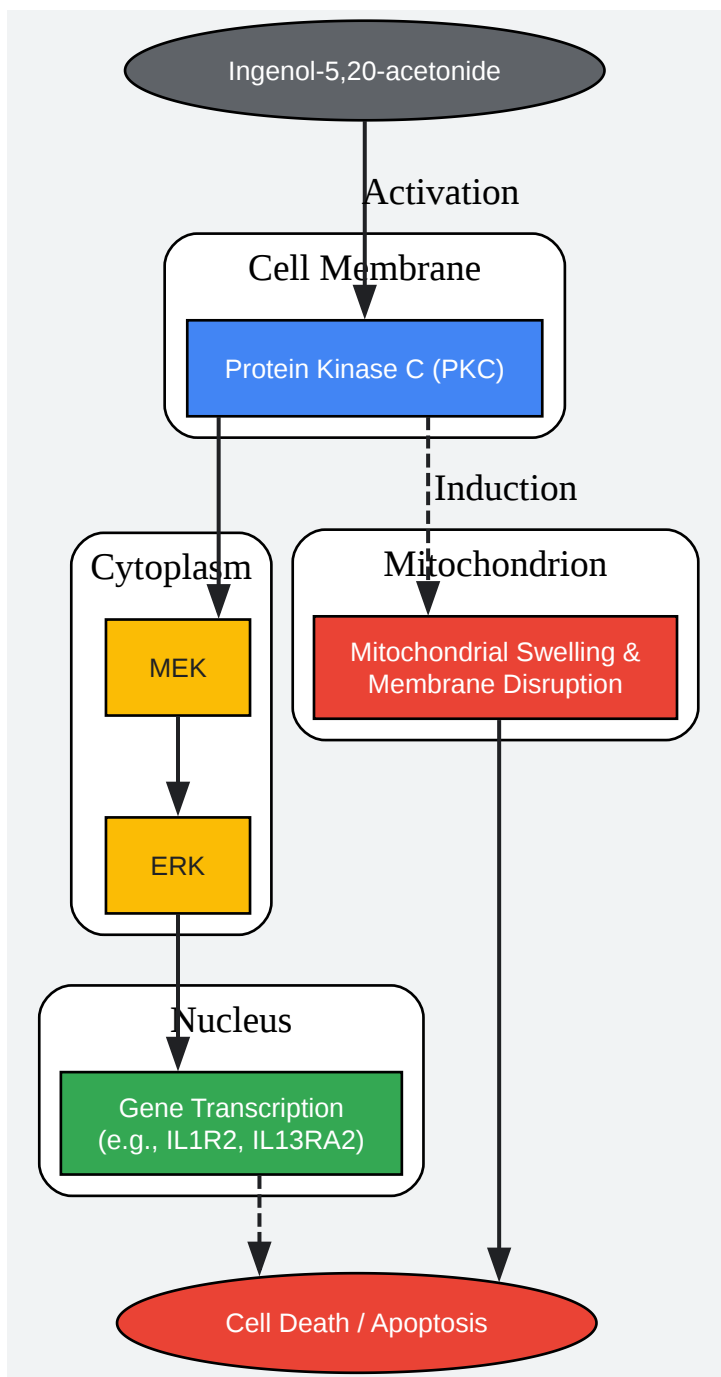 Ingenol-5,20-acetonide
Activation
Cell Membrane
Protein Kinase C (PKC)
Induction
Cytoplasm
Mitochondrion
MEK
Mitochondrial Swelling &
Membrane Disruption
ERK
Nucleus
Gene Transcription
(e.g., IL1R2, IL13RA2)
Cell Death / Apoptosis